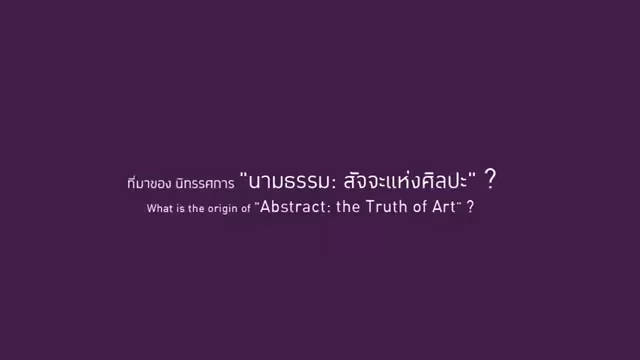 ที่มาของ นิทรรศการ "นามธรรม: สัจจะแห่งศิลปะ" ?
What is the origin of "Abstract: the Truth of Art" ?